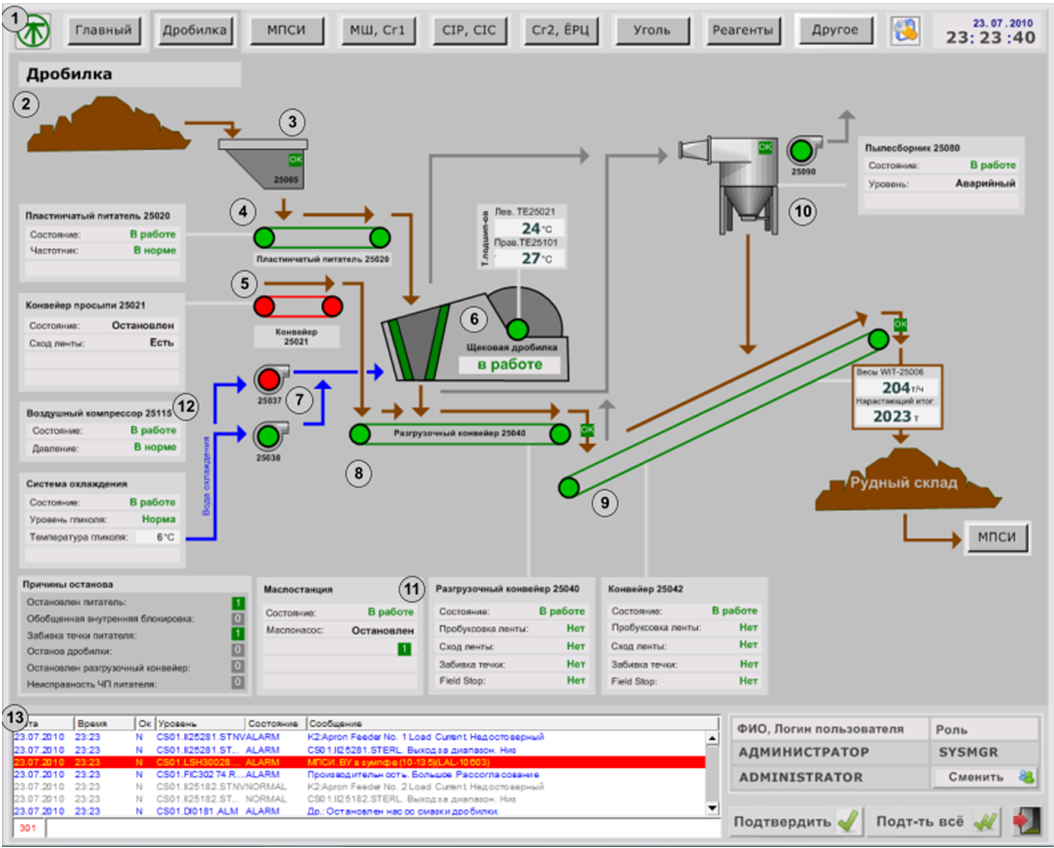 1
Главный
Дробилка
МПСИ
МШ, Cr1
CIP, CIC
Cr2, ЁРЦ
Уголь
Реагенты
Другое
23.07.2010
23:23:40
Дробилка
2
3
OK
25005
Пластинчатый питатель 25020
Состояние: В работе
Частотник: В норме
4
Пластинчатый питатель 25020
Лев. TE25021
24 °C
Прав.TE25101
27 °C
Т.подшип-ов
OK
25090
10
Пылесборник 25080
Состояние: В работе
Уровень: Аварийный
Конвейер просыпи 25021
Состояние: Остановлен
Сход ленты: Есть
5
Конвейер
25021
6
Щековая дробилка
в работе
OK
Весы WIT-25006
204 т/ч
Нарастающий итог
2023 т
25037
7
25038
Вода охлаждения
Воздушный компрессор 25115
12
Состояние: В работе
Давление: В норме
Разгрузочный конвейер 25040
OK
8
9
Рудный склад
МПСИ
Система охлаждения
Состояние: В работе
Уровень гликоля: Норма
Температура гликоля: 6°C
Причины останова
Остановлен питатель: 1
Обобщенная внутренняя блокировка: 0
Забивка течки питателя: 1
Останов дробилки: 0
Остановлен разгрузочный конвейер: 0
Неисправность ЧП питателя: 0
Маслостанция
11
Состояние: В работе
Маслонасос: Остановлен
1
Разгрузочный конвейер 25040
Состояние: В работе
Пробуксовка ленты: Нет
Сход ленты: Нет
Забивка течки: Нет
Field Stop: Нет
Конвейер 25042
Состояние: В работе
Пробуксовка ленты: Нет
Сход ленты: Нет
Забивка течки: Нет
Field Stop: Нет
13
Время Ок Уровень Состояние Сообщение
23.07.2010 23:23 N CS01.II25281.STNVALARM K2:Apron Feeder No. 1 Load Current. Недостоверный
23.07.2010 23:23 N CS01.II25281.ST... ALARM CS01.II25281.STERL. Выход за диапазон. Низ
23.07.2010 23:23 N CS01.LSH30028... ALARM МПСИ. ВУ в зумпфе (10-135)(LAL-10603)
23.07.2010 23:23 N CS01.FIC30274.R... ALARM Производительность. Большое Рассогласование
23.07.2010 23:23 N CS01.II25182.STNVNORMAL K2:Apron Feeder No. 2 Load Current. Недостоверный
23.07.2010 23:23 N CS01.II25182.ST... NORMAL CS01.II25182.STERL. Выход за диапазон. Низ
23.07.2010 23:23 N CS01.DI0181.ALM ALARM Др.: Остановлен насос смазки дробилки.
301
ФИО, Логин пользователя Роль
АДМИНИСТРАТОР SYSMGR
ADMINISTRATOR Сменить
Подтвердить
Подт-ть всё